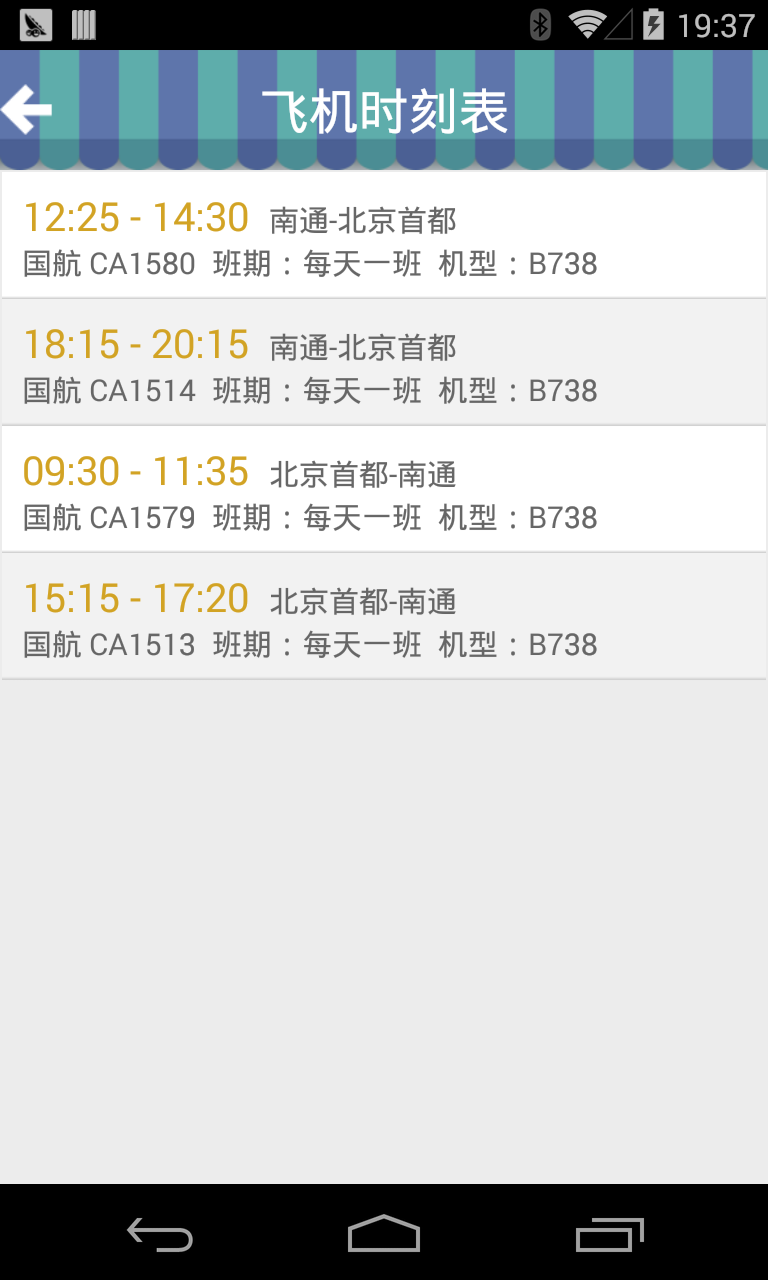 19:37
飞机时刻表
12:25 - 14:30 南通-北京首都
国航 CA1580 班期：每天一班 机型：B738
18:15 - 20:15 南通-北京首都
国航 CA1514 班期：每天一班 机型：B738
09:30 - 11:35 北京首都-南通
国航 CA1579 班期：每天一班 机型：B738
15:15 - 17:20 北京首都-南通
国航 CA1513 班期：每天一班 机型：B738